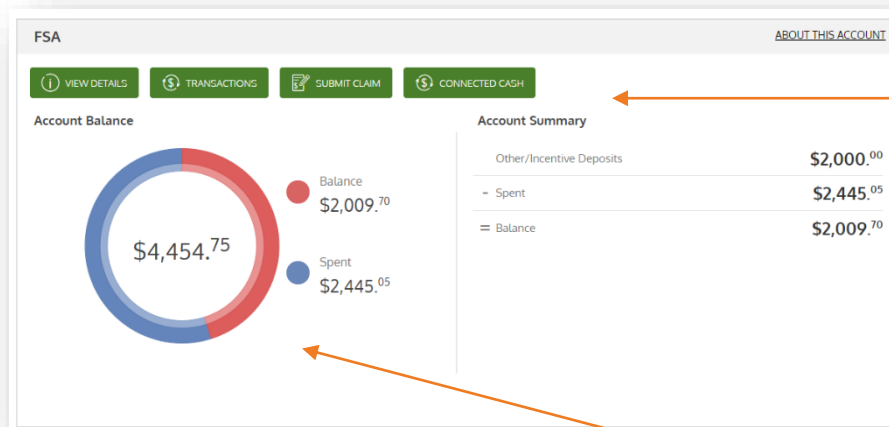 FSA
ABOUT THIS ACCOUNT
VIEW DETAILS
TRANSACTIONS
SUBMIT CLAIM
CONNECTED CASH
Account Balance
$4,454.75
Balance
$2,009.70
Spent
$2,445.05
Account Summary
Other/Incentive Deposits $2,000.00
- Spent $2,445.05
= Balance $2,009.70